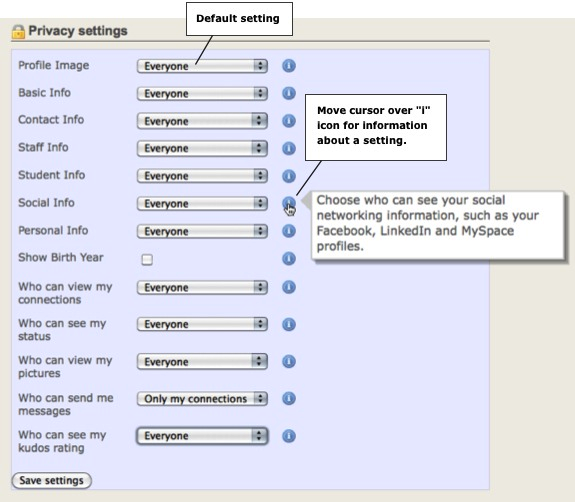 Default setting
Privacy settings
Profile Image Everyone
Basic Info Everyone
Move cursor over "i"
icon for information
about a setting.
Contact Info Everyone
Staff Info Everyone
Student Info Everyone
Social Info Everyone
Choose who can see your social
networking information, such as your
Facebook, LinkedIn and MySpace
profiles.
Personal Info Everyone
Show Birth Year
Who can view my
connections
Everyone
Who can see my
status
Everyone
Who can view my
pictures
Everyone
Who can send me
messages
Only my connections
Who can see my
kudos rating
Everyone
Save settings